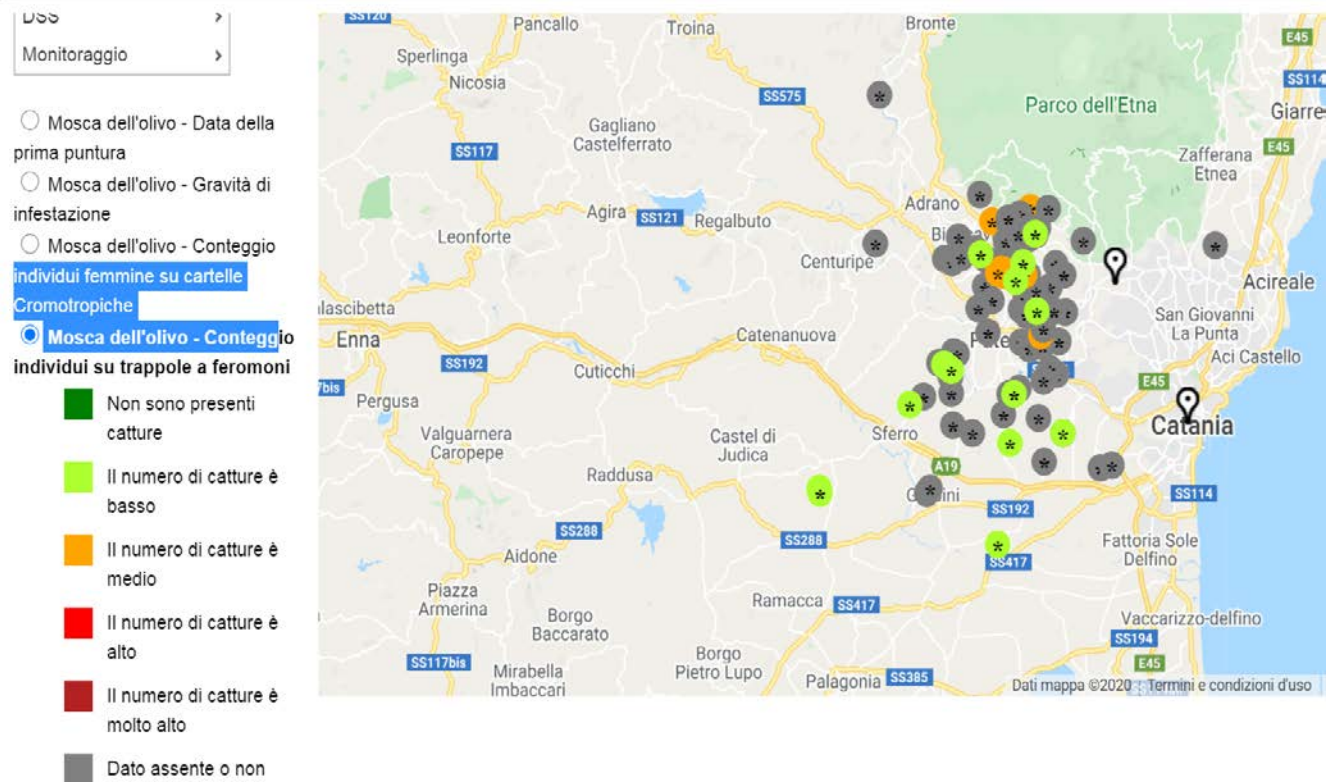 DSS >
Monitoraggio >
Mosca dell'olivo - Data della
prima puntura
Mosca dell'olivo - Gravità di
infestazione
Mosca dell'olivo - Conteggio
individui femmine su cartelle
Cromotropiche
Mosca dell'olivo - Conteggio
individui su trappole a feromoni
Non sono presenti
catture
Il numero di catture è
basso
Il numero di catture è
medio
Il numero di catture è
alto
Il numero di catture è
molto alto
Dato assente o non
SS120
Pancallo
Troina
Bronte
E45
Sperlinga
Nicosia
SS575
SS114
Parco dell'Etna
Giarre
Gagliano
Castelferrato
SS117
E45
Zafferana
Etnea
Adrano
Agira
SS121
Regalbuto
Leonforte
Centuripe
Acireale
alascibetta
San Giovanni
La Punta
Enna
Catenanuova
Aci Castello
SS192
Cuticchi
E45
17bis
Pergusa
Catania
Valguarnera
Caropepe
Castel di
Judica
Sferro
A19
Raddusa
SS114
SS192
SS288
SS288
Fattoria Sole
Delfino
Aidone
SS417
Piazza
Armerina
Ramacca
SS417
Borgo
Baccarato
Vaccarizzo-delfino
SS194
SS117bis
Mirabella
Imbaccari
Borgo
Pietro Lupo
Palagonia
SS385
E45
Dati mappa ©2020
Termini e condizioni d'uso